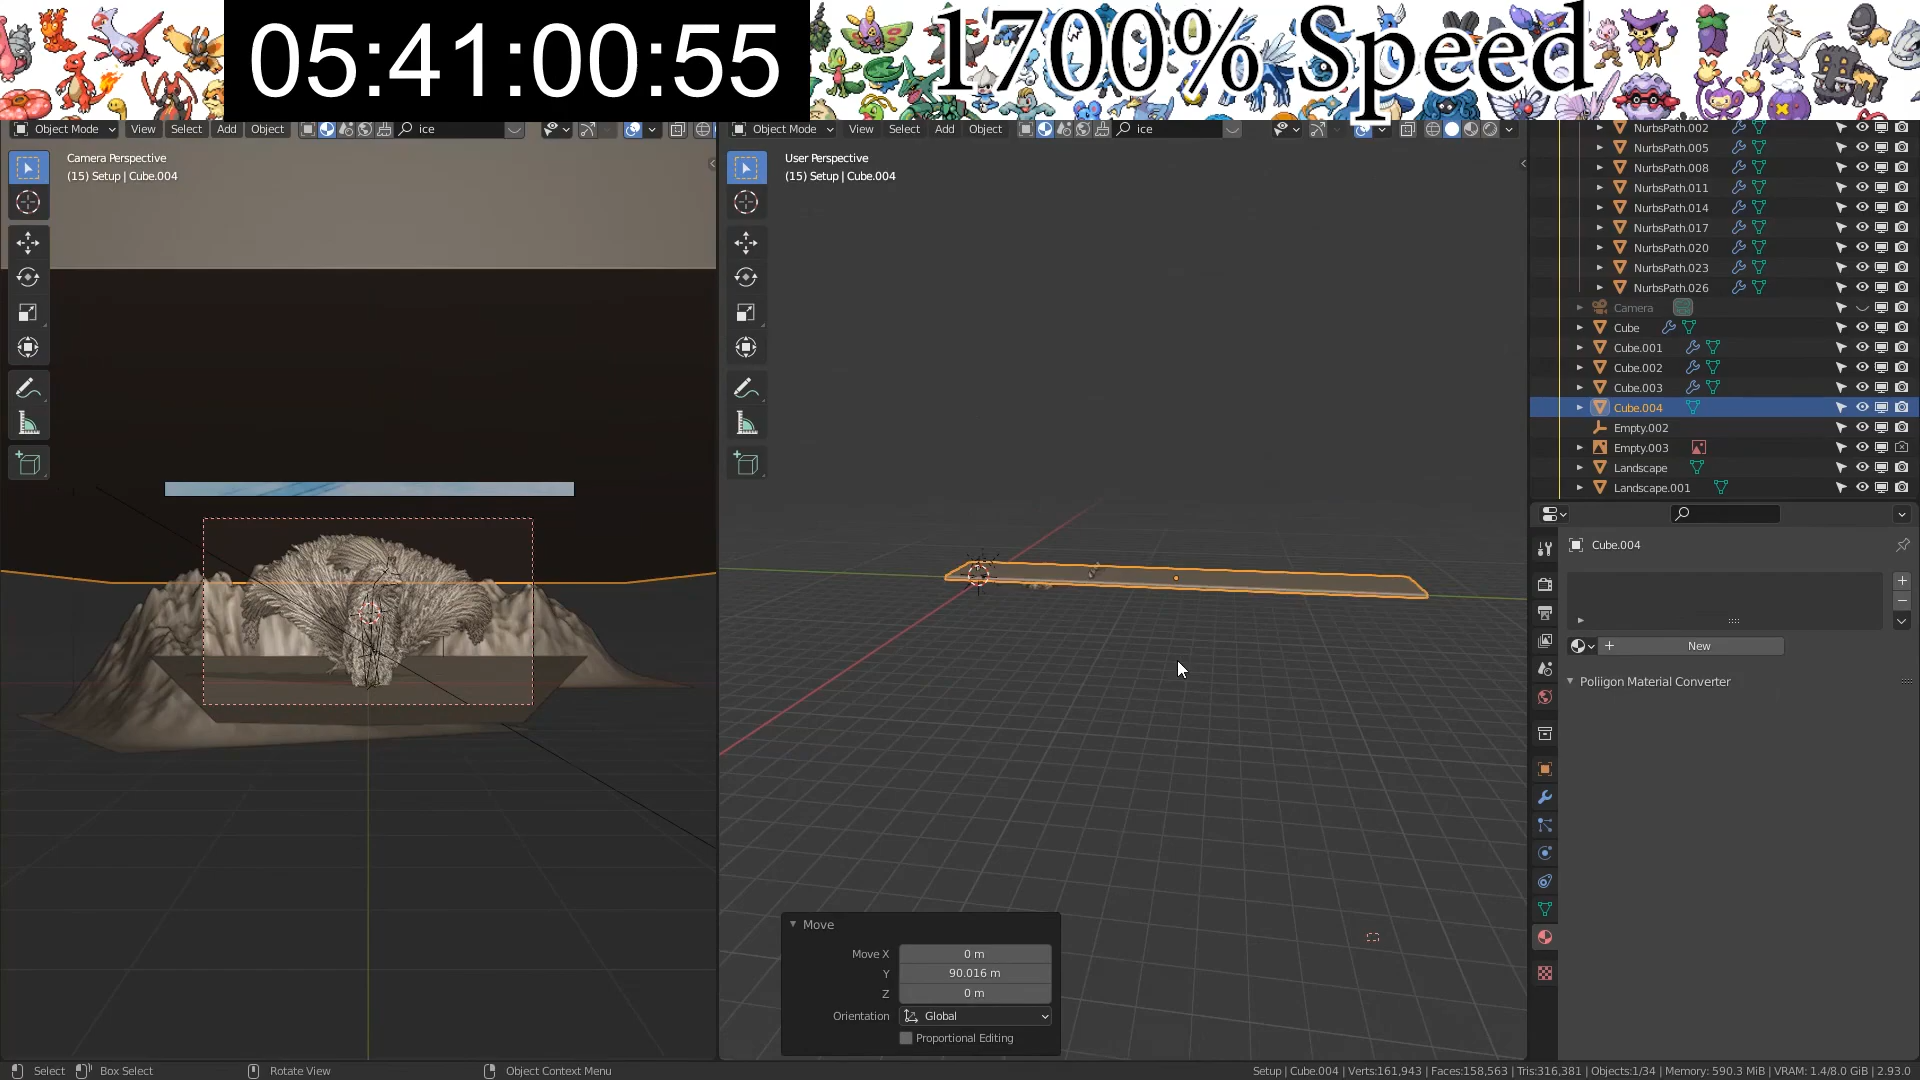 05:41:00:55
1700% Speed
Object Mode View Select Add Object ice
Object Mode View Select Add Object ice
Camera Perspective
(15) Setup | Cube.004
User Perspective
(15) Setup | Cube.004
NurbsPath.002
NurbsPath.005
NurbsPath.008
NurbsPath.011
NurbsPath.014
NurbsPath.017
NurbsPath.020
NurbsPath.023
NurbsPath.026
Camera
Cube
Cube.001
Cube.002
Cube.003
Cube.004
Empty.002
Empty.003
Landscape
Landscape.001
Cube.004
New
Poliigon Material Converter
Move
Move X 0 m
Y 90.016 m
Z 0 m
Orientation Global
Proportional Editing
Select Box Select Rotate View Object Context Menu
Setup | Cube.004 | Verts:161,943 | Faces:158,563 | Tris:316,381 | Objects:1/34 | Memory: 590.3 MiB | VRAM: 1.4/8.0 GiB | 2.93.0